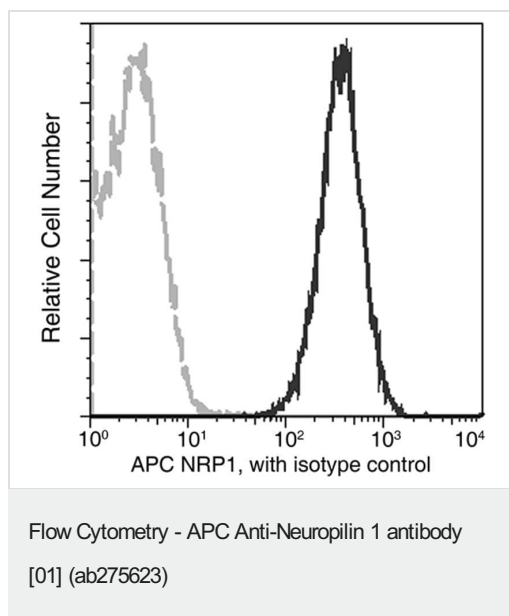 Relative Cell Number
10⁰ 10¹ 10² 10³ 10⁴
APC NRP1, with isotype control
Flow Cytometry - APC Anti-Neuropilin 1 antibody
[01] (ab275623)